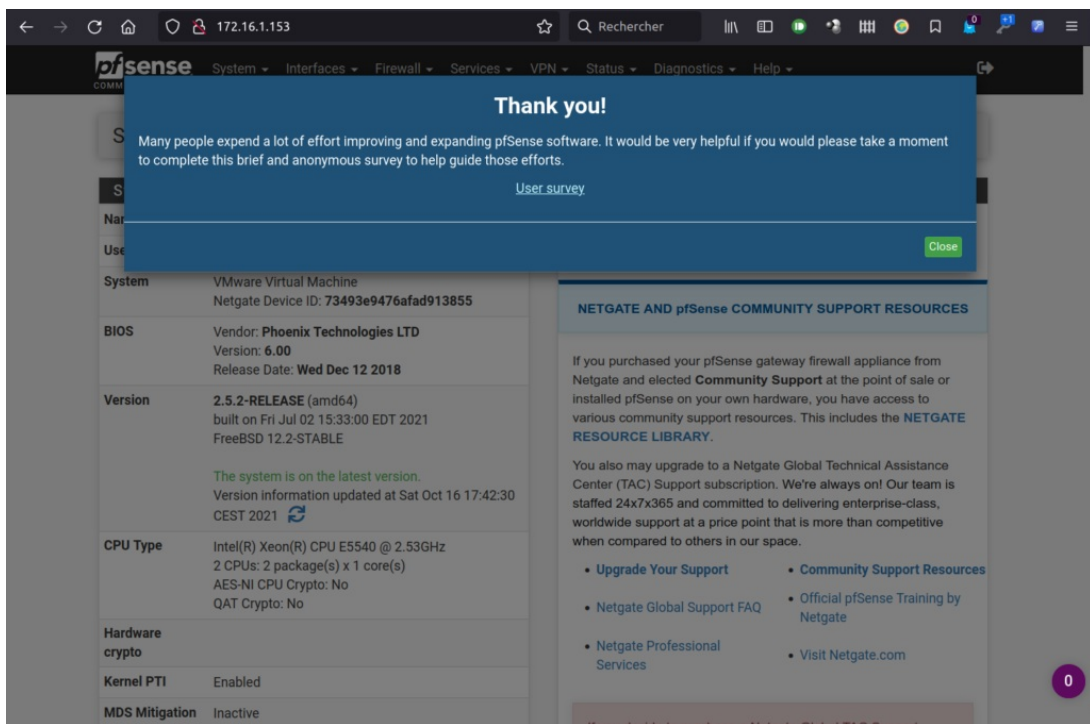 172.16.1.153
Rechercher
0
+1
pfsense
COMM
System
Interfaces
Firewall
Services
VPN
Status
Diagnostics
Help
Thank you!
Many people expend a lot of effort improving and expanding pfSense software. It would be very helpful if you would please take a moment
to complete this brief and anonymous survey to help guide those efforts.
User survey
Close
S
S
Nar
Use
System
VMware Virtual Machine
Netgate Device ID: 73493e9476afad913855
BIOS
Vendor: Phoenix Technologies LTD
Version: 6.00
Release Date: Wed Dec 12 2018
Version
2.5.2-RELEASE (amd64)
built on Fri Jul 02 15:33:00 EDT 2021
FreeBSD 12.2-STABLE
The system is on the latest version.
Version information updated at Sat Oct 16 17:42:30
CEST 2021
CPU Type
Intel(R) Xeon(R) CPU E5540 @ 2.53GHz
2 CPUs: 2 package(s) x 1 core(s)
AES-NI CPU Crypto: No
QAT Crypto: No
Hardware
crypto
Kernel PTI
Enabled
MDS Mitigation
Inactive
NETGATE AND pfSense COMMUNITY SUPPORT RESOURCES
If you purchased your pfSense gateway firewall appliance from
Netgate and elected Community Support at the point of sale or
installed pfSense on your own hardware, you have access to
various community support resources. This includes the NETGATE
RESOURCE LIBRARY.
You also may upgrade to a Netgate Global Technical Assistance
Center (TAC) Support subscription. We're always on! Our team is
staffed 24x7x365 and committed to delivering enterprise-class,
worldwide support at a price point that is more than competitive
when compared to others in our space.
Upgrade Your Support
Community Support Resources
Netgate Global Support FAQ
Official pfSense Training by
Netgate
Netgate Professional
Services
Visit Netgate.com
0